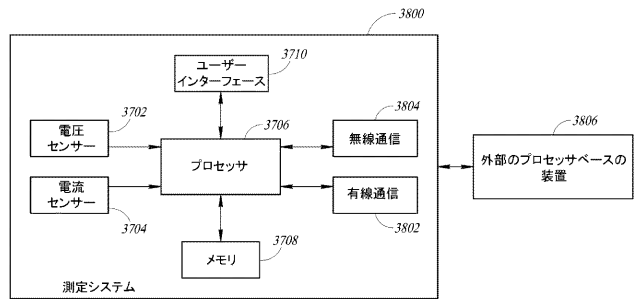 3800
3710
ユーザー
インターフェース
3702
電圧
センサー
3706
プロセッサ
3804
無線通信
3806
外部のプロセッサベースの
装置
電流
センサー
3704
有線通信
3802
3708
メモリ
測定システム